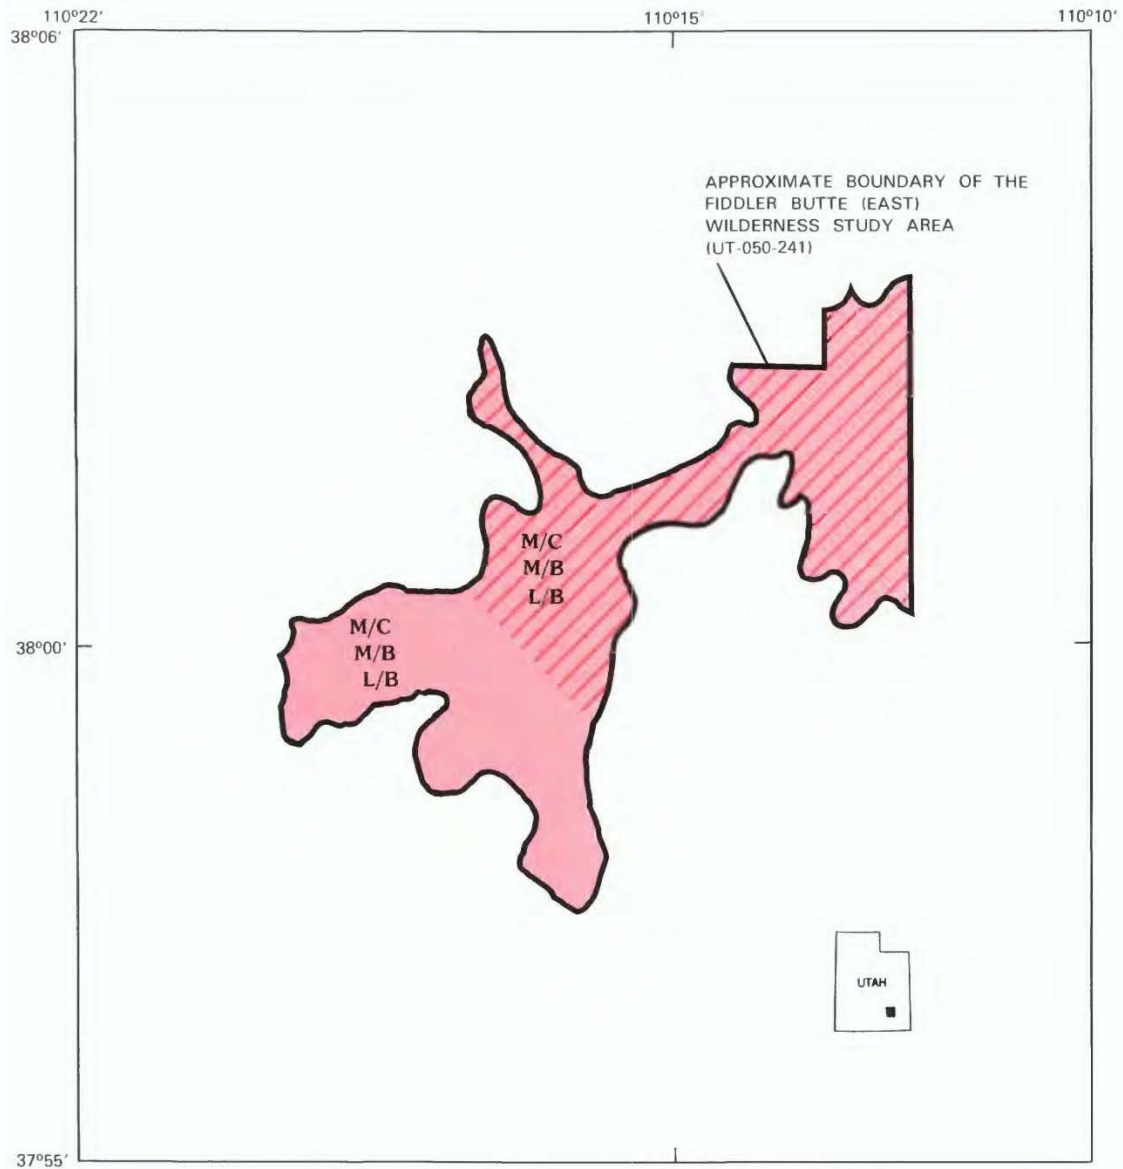 110°22'
110°15'
110°10'
38°06'
APPROXIMATE BOUNDARY OF THE
FIDDLER BUTTE (EAST)
WILDERNESS STUDY AREA
(UT-050-241)
M/C
M/B
L/B
M/C
M/B
L/B
38°00'
UTAH
37°55'